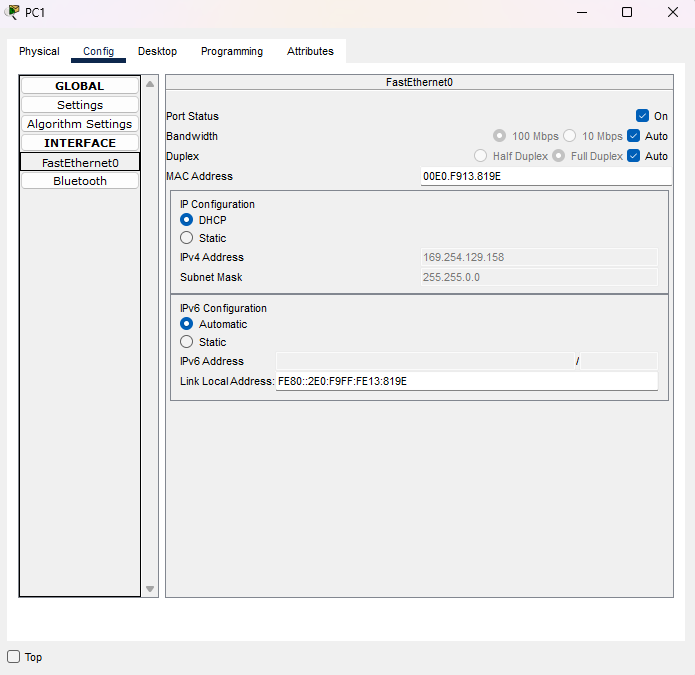 PC1
Physical Config Desktop Programming Attributes
GLOBAL
Settings
Algorithm Settings
INTERFACE
FastEthernet0
Bluetooth
FastEthernet0
Port Status On
Bandwidth 100 Mbps 10 Mbps Auto
Duplex Half Duplex Full Duplex Auto
MAC Address 00E0.F913.819E
IP Configuration
DHCP
Static
IPv4 Address 169.254.129.158
Subnet Mask 255.255.0.0
IPv6 Configuration
Automatic
Static
IPv6 Address /
Link Local Address: FE80::2E0:F9FF:FE13:819E
Top